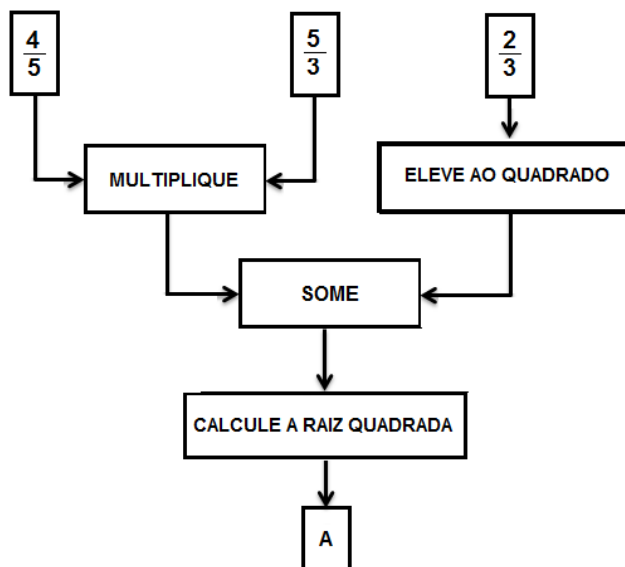 4/5
5/3
2/3
MULTIPLIQUE
ELEVE AO QUADRADO
SOME
CALCULE A RAIZ QUADRADA
A